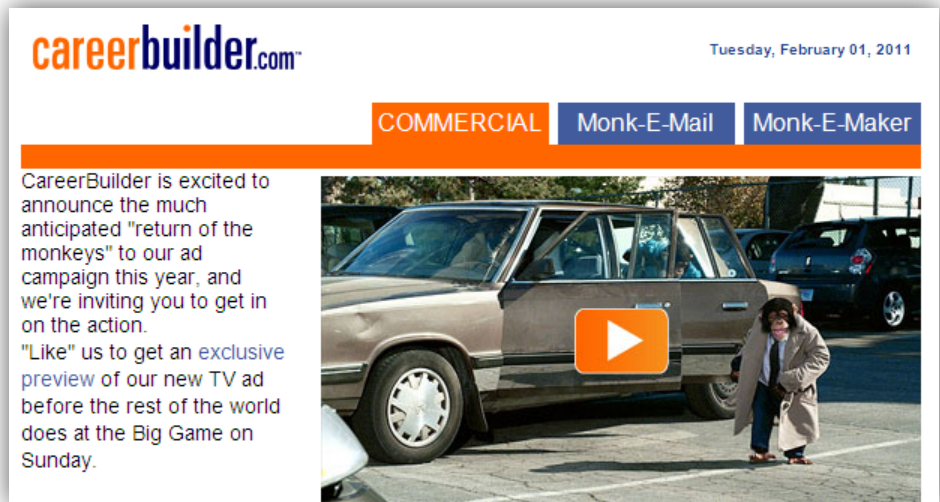 careerbuilder.com™
Tuesday, February 01, 2011
COMMERCIAL
Monk-E-Mail
Monk-E-Maker
CareerBuilder is excited to
announce the much
anticipated "return of the
monkeys" to our ad
campaign this year, and
we're inviting you to get in
on the action.
"Like" us to get an exclusive
preview of our new TV ad
before the rest of the world
does at the Big Game on
Sunday.